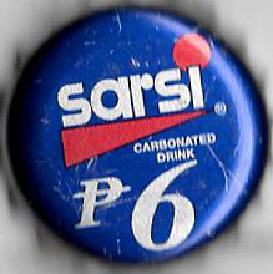 sarsi ®
CARBONATED
DRINK
₱6